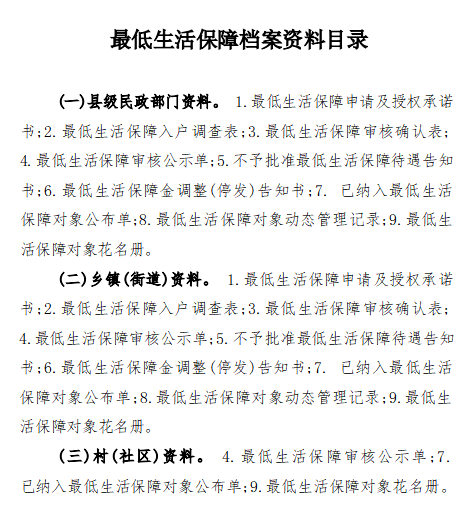 最低生活保障档案资料目录
(一)县级民政部门资料。 1.最低生活保障申请及授权承诺
书;2.最低生活保障入户调查表;3.最低生活保障审核确认表;
4.最低生活保障审核公示单;5.不予批准最低生活保障待遇告知
书;6.最低生活保障金调整(停发)告知书;7. 已纳入最低生活
保障对象公布单;8.最低生活保障对象动态管理记录;9.最低生
活保障对象花名册。
(二)乡镇(街道)资料。 1.最低生活保障申请及授权承诺
书;2.最低生活保障入户调查表;3.最低生活保障审核确认表;
4.最低生活保障审核公示单;5.不予批准最低生活保障待遇告知
书;6.最低生活保障金调整(停发)告知书;7. 已纳入最低生活
保障对象公布单;8.最低生活保障对象动态管理记录;9.最低生
活保障对象花名册。
(三)村(社区)资料。 4.最低生活保障审核公示单;7.
已纳入最低生活保障对象公布单;9.最低生活保障对象花名册。